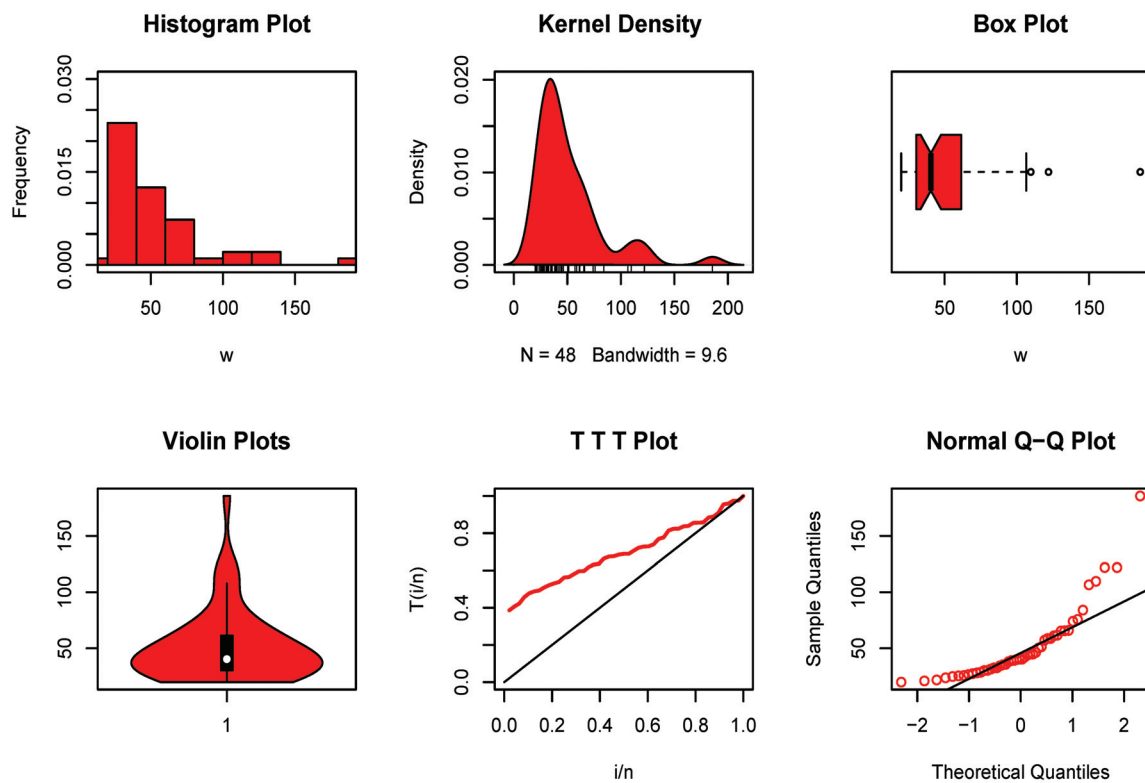 Histogram Plot
Frequency
0.000 0.015 0.030
50 100 150
w
Kernel Density
Density
0.000 0.010 0.020
0 50 100 150 200
N = 48 Bandwidth = 9.6
Box Plot
0 50 100 150
w
Violin Plots
50 100 150
1
T T T Plot
T(i/n)
0.0 0.4 0.8
0.0 0.2 0.4 0.6 0.8 1.0
i/n
Normal Q−Q Plot
Sample Quantiles
50 100 150
−2 −1 0 1 2
Theoretical Quantiles